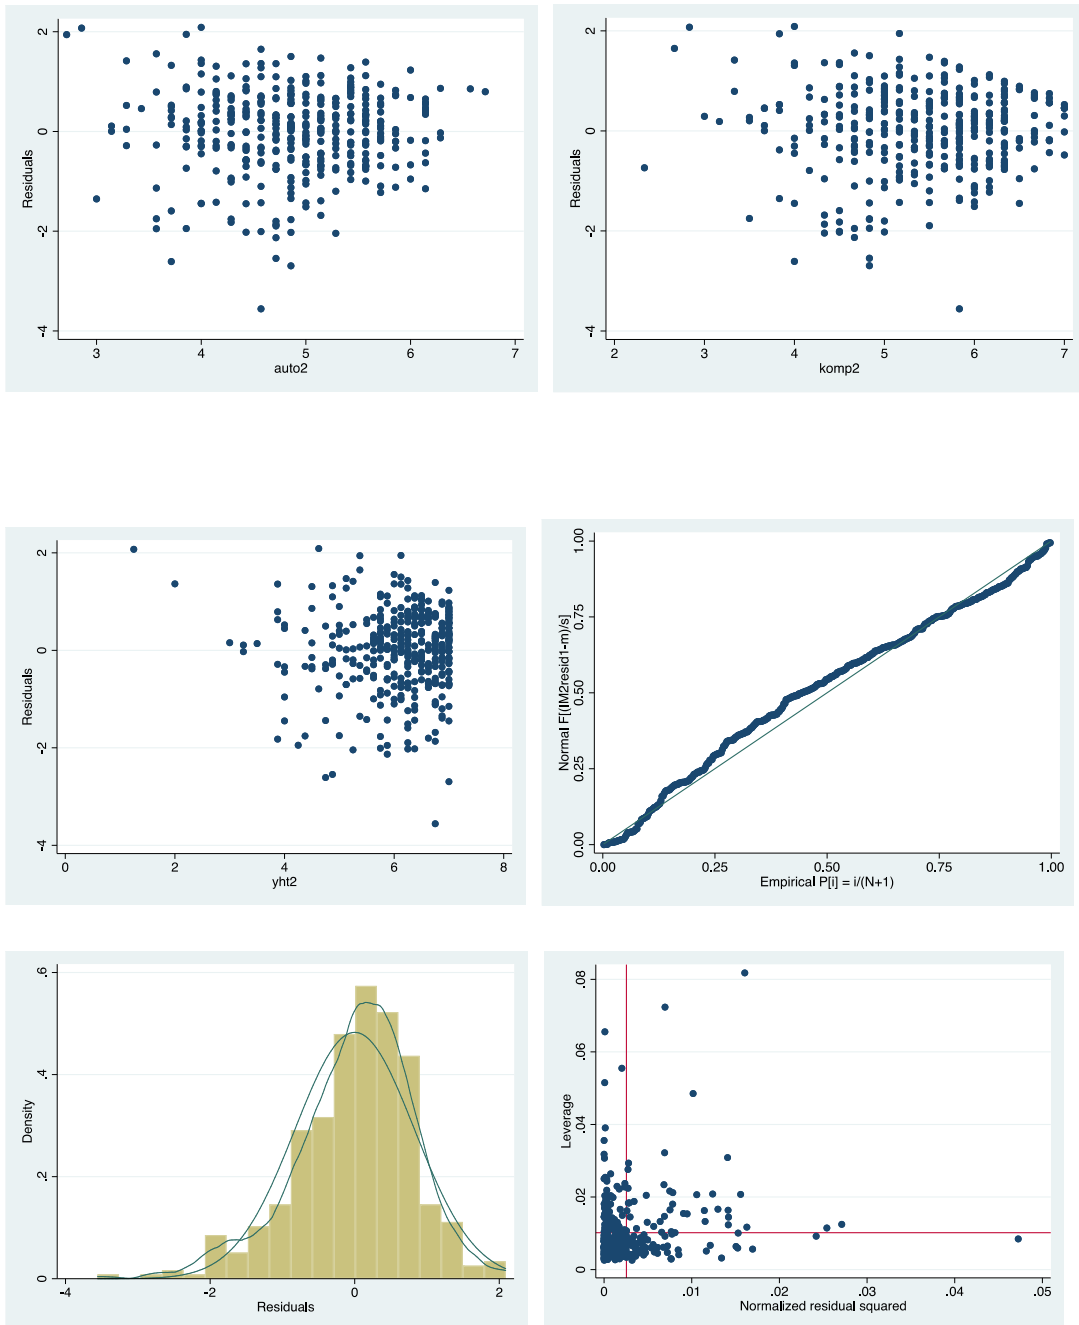 Residuals
2
0
-2
-4
3 4 5 6 7
auto2
Residuals
2
0
-2
-4
2 3 4 5 6 7
komp2
Residuals
2
0
-2
-4
0 2 4 6 8
yht2
Normal F[(IM2resid1-m)/s]
1.00
0.75
0.50
0.25
0.00
0.00 0.25 0.50 0.75 1.00
Empirical P[i] = i/(N+1)
Density
.6
.4
.2
0
-4 -2 0 2
Residuals
Leverage
.08
.06
.04
.02
0
0 .01 .02 .03 .04 .05
Normalized residual squared